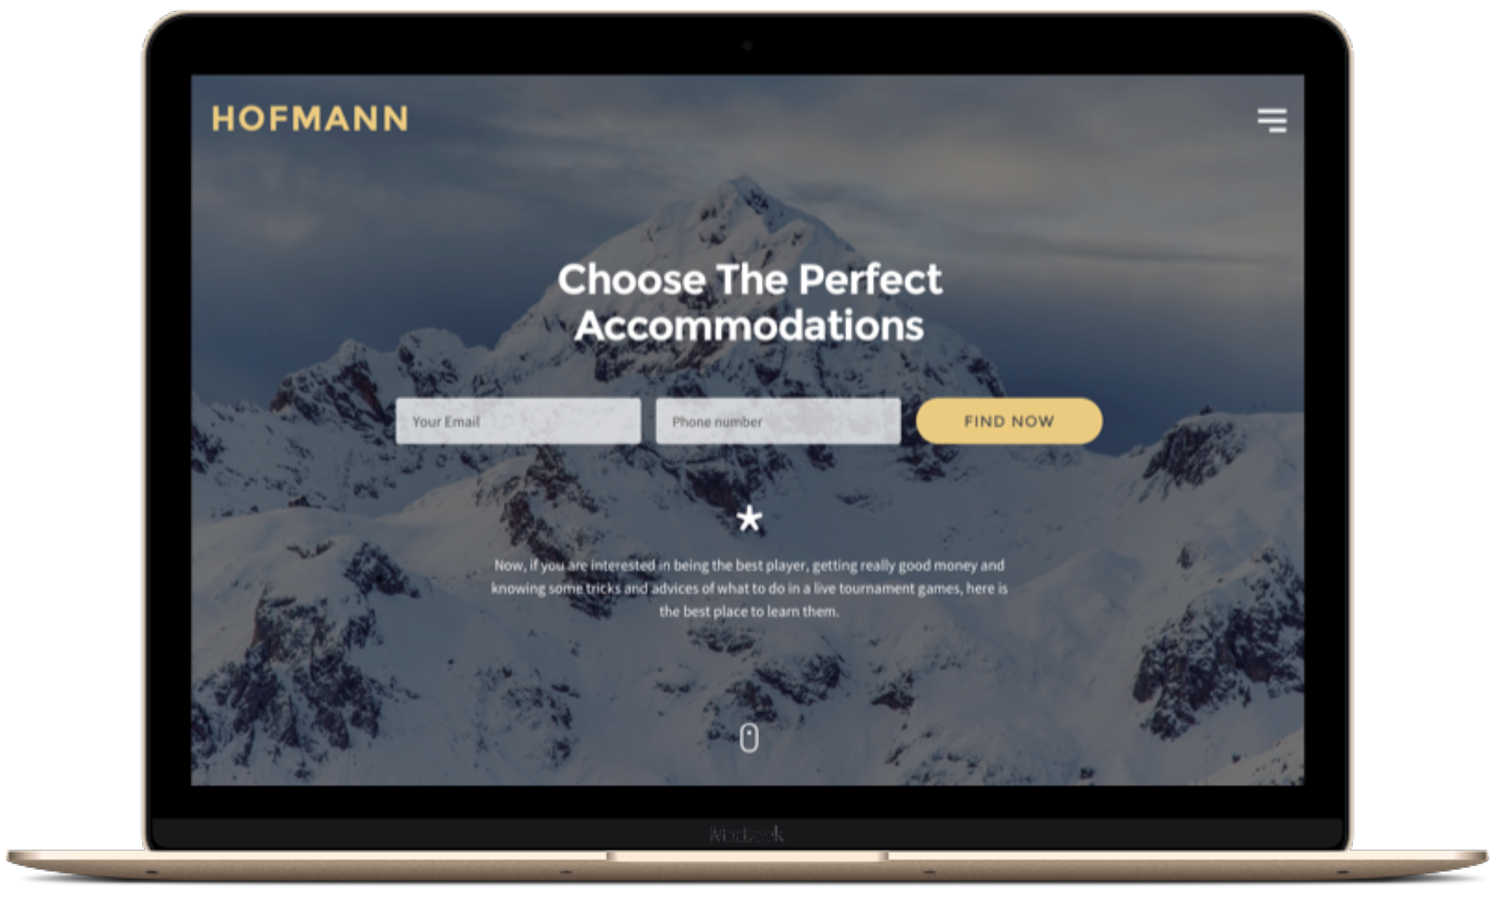 HOFMANN
Choose The Perfect
Accommodations
Your Email
Phone number
FIND NOW
Now, if you are interested in being the best player, getting really good money and
knowing some tricks and advices of what to do in a live tournament games, here is
the best place to learn them.
MacBook